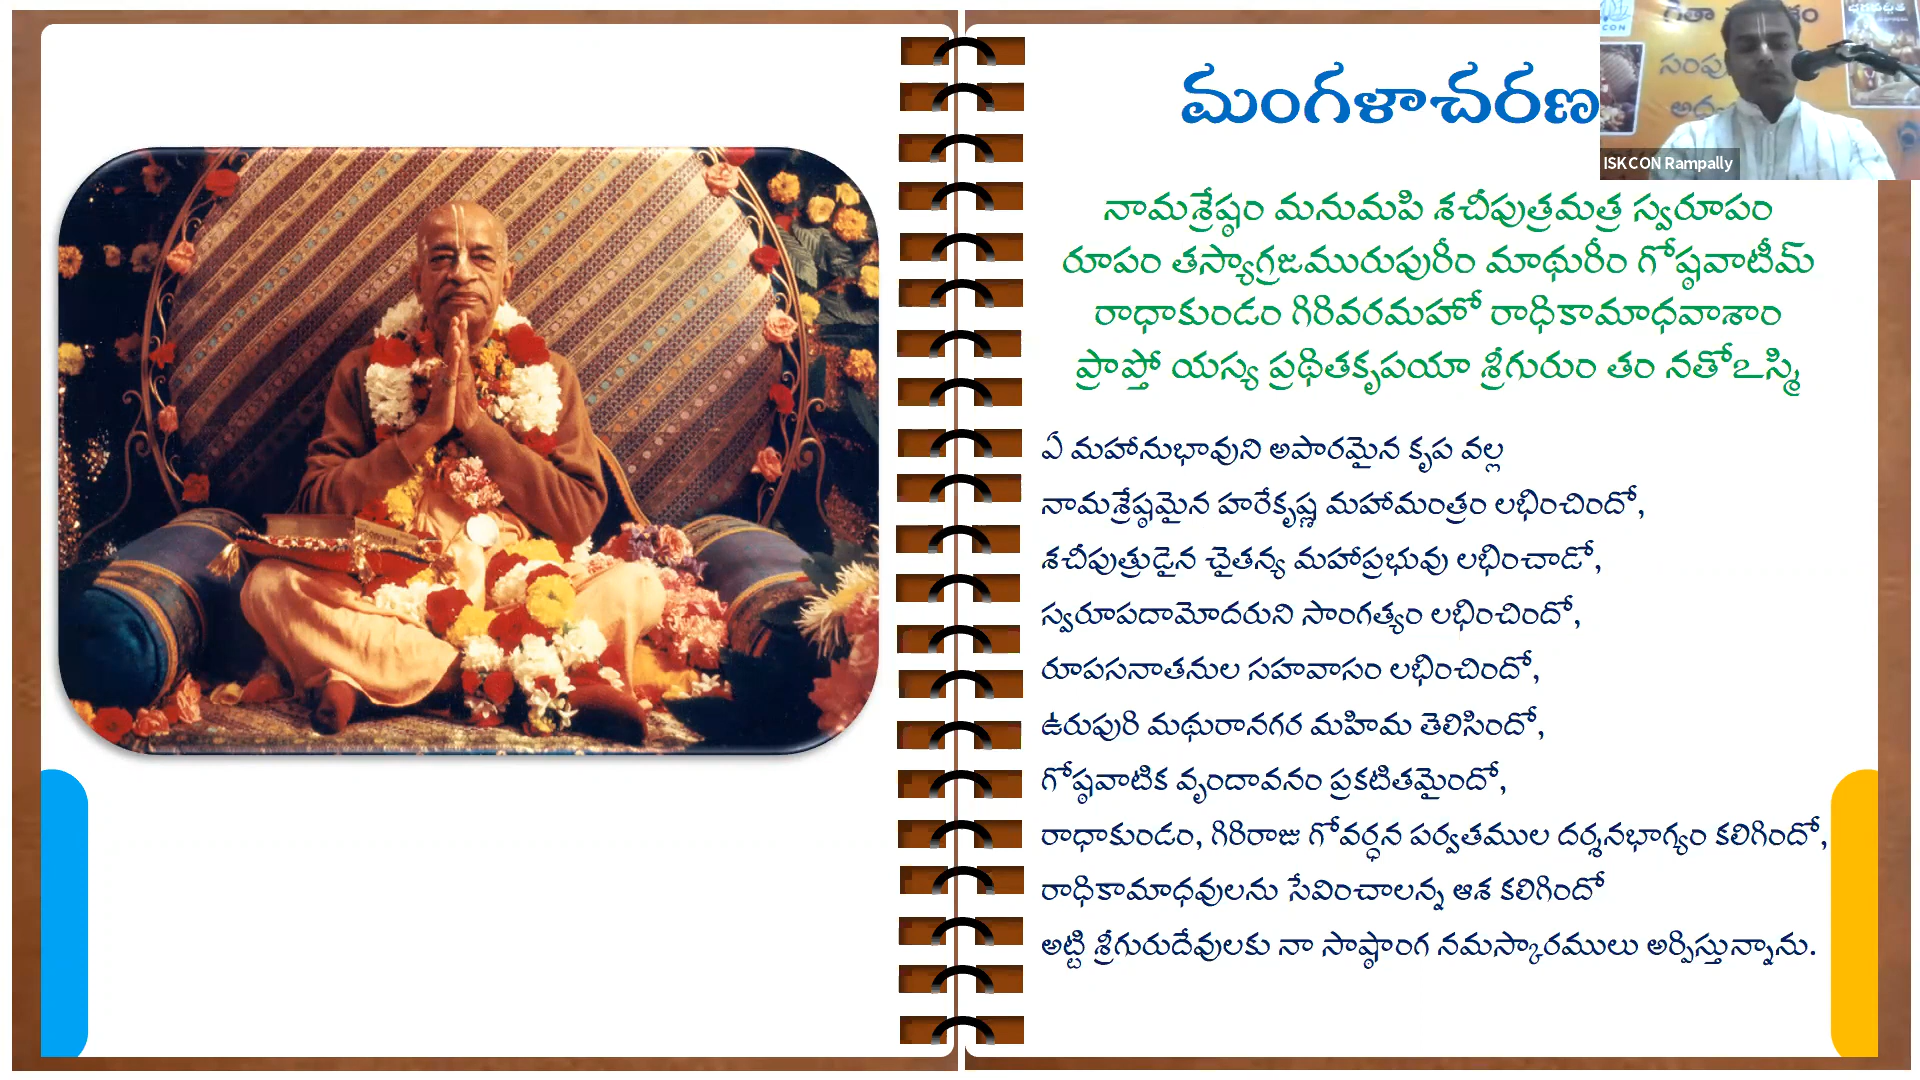 మంగళాచరణ
గీతా
సంపు
ISKCON Rampally
నామశ్రేష్ఠం మనుమపి శచీపుత్రమత్ర స్వరూపం
రూపం తస్యాగ్రజమురుపురీం మాథురీం గోష్ఠవాటీమ్
రాధాకుండం గిరివరమహో రాధికామాధవాశాం
ప్రాప్తో యస్య ప్రథితకృపయా శ్రీగురుం తం నతోఽస్మి
ఏ మహానుభావుని అపారమైన కృప వల్ల
నామశ్రేష్ఠమైన హరేకృష్ణ మహామంత్రం లభించిందో,
శచీపుత్రుడైన చైతన్య మహాప్రభువు లభించాడో,
స్వరూపదామోదరుని సాంగత్యం లభించిందో,
రూపసనాతనుల సహవాసం లభించిందో,
ఉరుపురి మథురానగర మహిమ తెలిసిందో,
గోష్ఠవాటిక వృందావనం ప్రకటితమైందో,
రాధాకుండం, గిరిరాజు గోవర్ధన పర్వతముల దర్శనభాగ్యం కలిగిందో,
రాధికామాధవులను సేవించాలన్న ఆశ కలిగిందో
అట్టి శ్రీగురుదేవులకు నా సాష్ఠాంగ నమస్కారములు అర్పిస్తున్నాను.